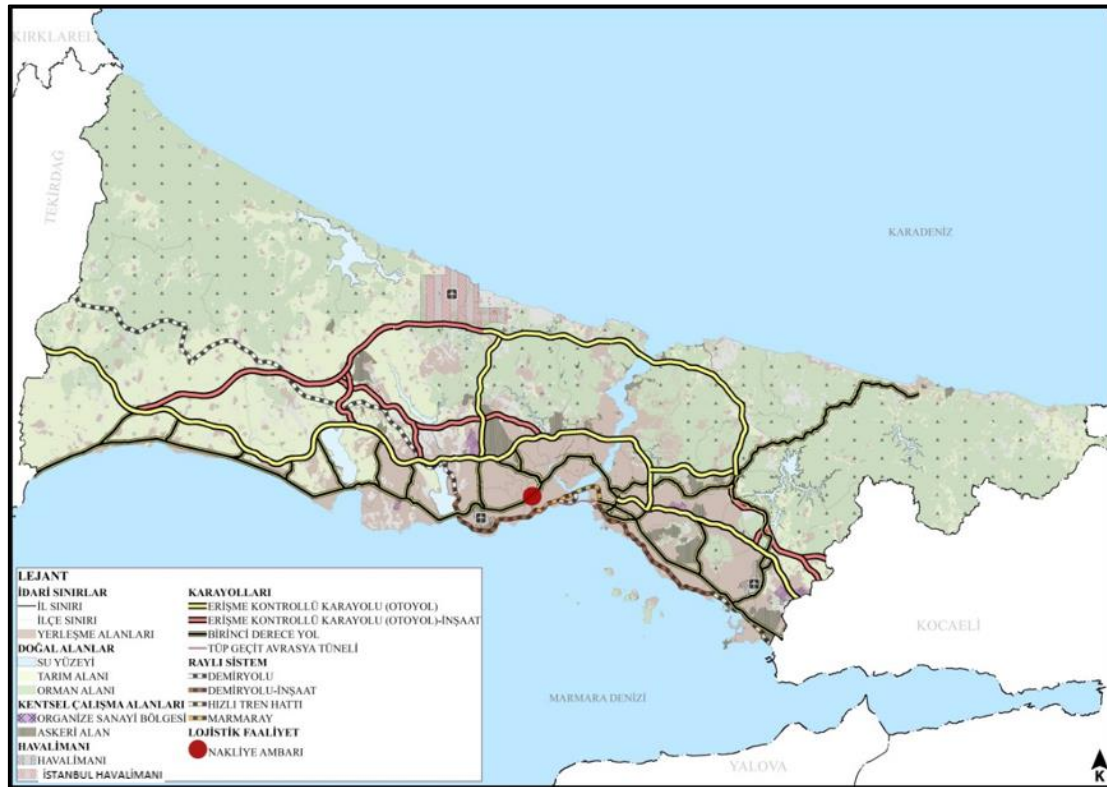 KIRKLARELİ
TEKİRDAĞ
KARADENİZ
KOCAELİ
MARMARA DENİZİ
YALOVA
K
LEJANT
İDARİ SINIRLAR
İL SINIRI
İLÇE SINIRI
YERLEŞME ALANLARI
DOĞAL ALANLAR
SU YÜZEYİ
TARIM ALANI
ORMAN ALANI
KENTSEL ÇALIŞMA ALANLARI
ORGANİZE SANAYİ BÖLGESİ
ASKERİ ALAN
HAVALİMANI
HAVALİMANI
İSTANBUL HAVALİMANI
KARAYOLLARI
ERİŞME KONTROLLÜ KARAYOLU (OTOYOL)
ERİŞME KONTROLLÜ KARAYOLU (OTOYOL)-İNŞAAT
BİRİNCİ DERECE YOL
TÜP GEÇİT AVRASYA TÜNELİ
RAYLI SİSTEM
DEMİRYOLU
DEMİRYOLU-İNŞAAT
HIZLI TREN HATTI
MARMARAY
LOJİSTİK FAALİYET
NAKLİYE AMBARI